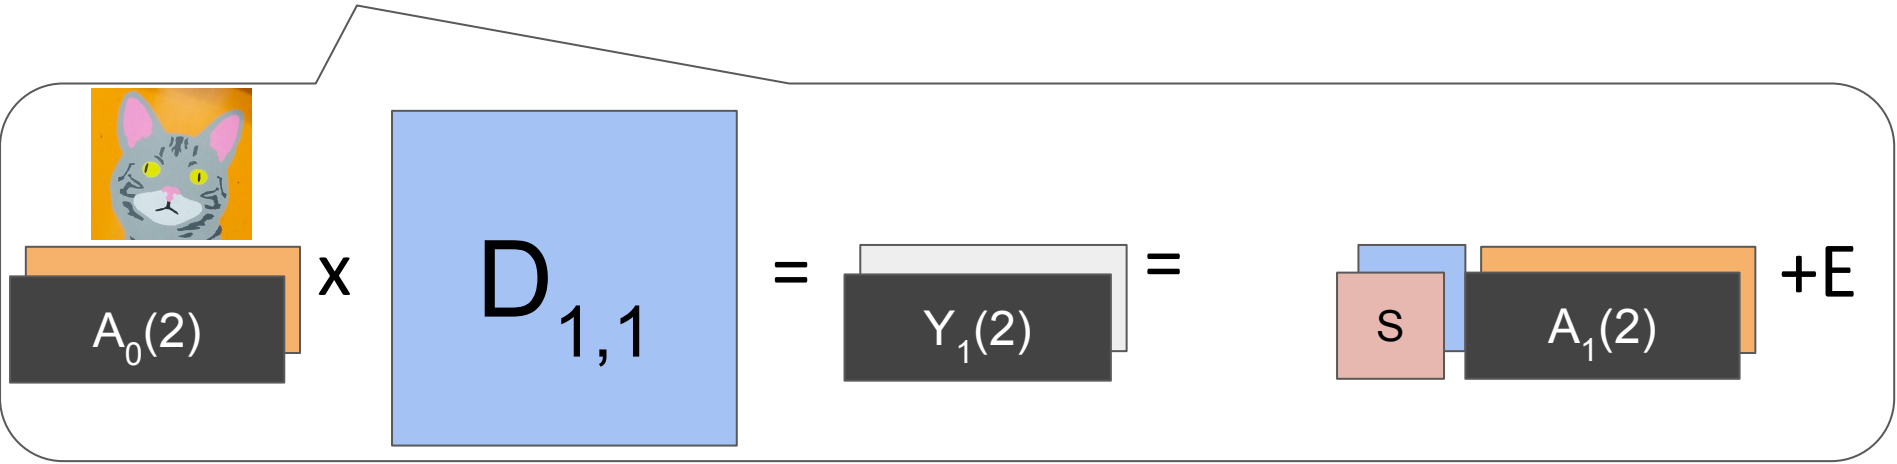 A₀(2) x D₁,₁ = Y₁(2) = S A₁(2) +E